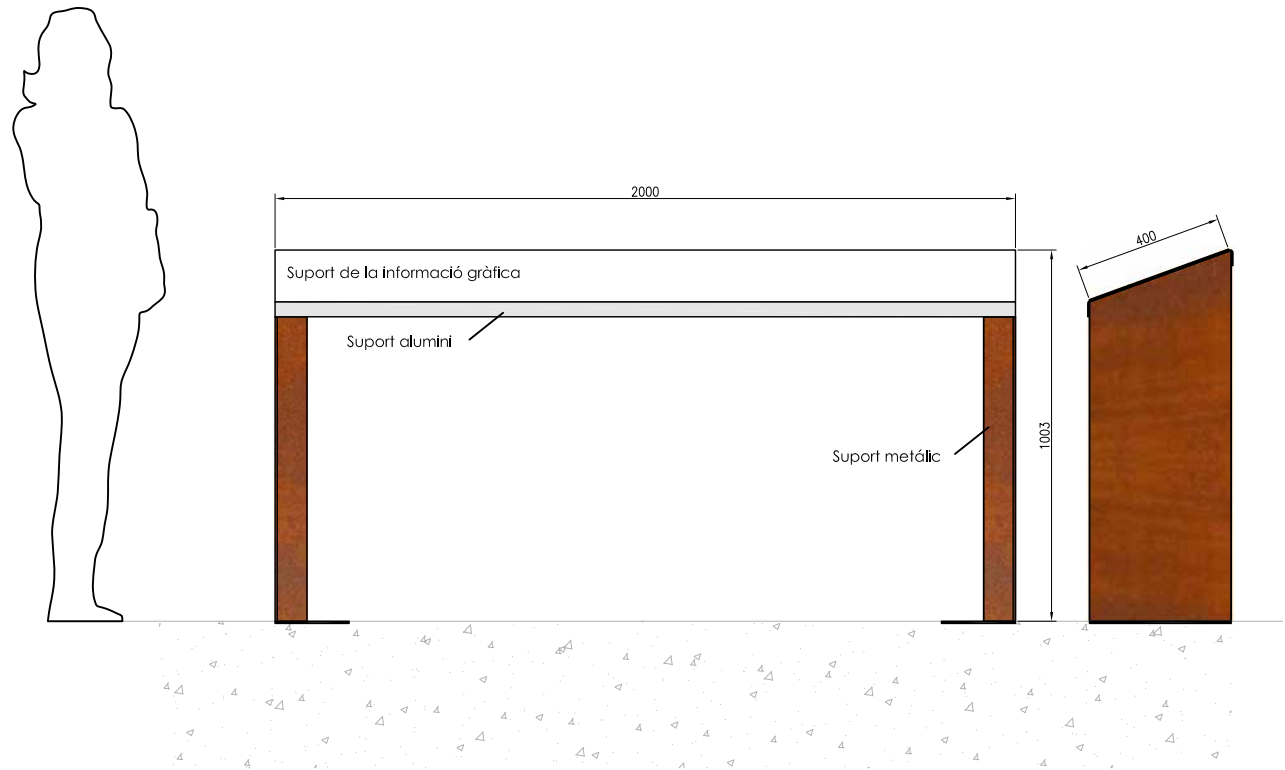 2000
400
Suport de la informació gràfica
Suport alumini
1003
Suport metálic